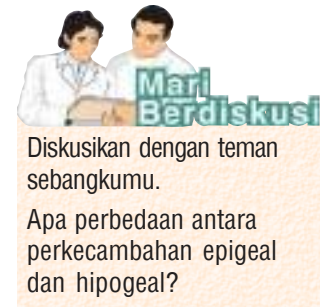 Mari
Berdiskusi
Diskusikan dengan teman
sebangkumu.
Apa perbedaan antara
perkecambahan epigeal
dan hipogeal?